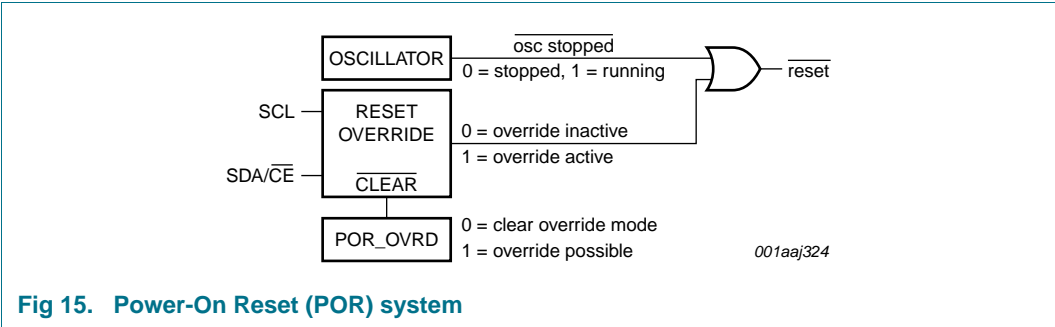 OSCILLATOR
osc stopped
0 = stopped, 1 = running
reset
SCL
RESET
OVERRIDE
0 = override inactive
1 = override active
SDA/CE
CLEAR
POR_OVRD
0 = clear override mode
1 = override possible
001aaj324
Fig 15. Power-On Reset (POR) system